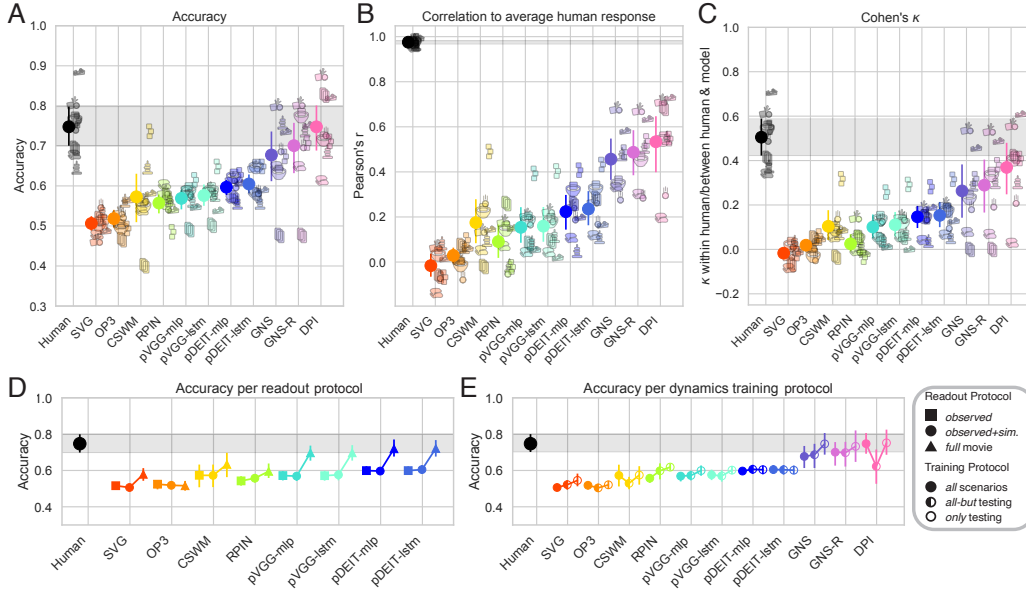 A
Accuracy
Accuracy
0.9
0.8
0.7
0.6
0.5
0.4
0.3
Human
SVG
OP3
CSWM
RPIN
pVGG-mlp
pVGG-lstm
pDEIT-mlp
pDEIT-lstm
GNS
GNS-R
DPI
B
Correlation to average human response
Pearson's r
1.0
0.8
0.6
0.4
0.2
0.0
Human
SVG
OP3
CSWM
RPIN
pVGG-mlp
pVGG-lstm
pDEIT-mlp
pDEIT-lstm
GNS
GNS-R
DPI
C
Cohen's κ
κ within human/between human & model
0.8
0.6
0.4
0.2
0.0
−0.2
Human
SVG
OP3
CSWM
RPIN
pVGG-mlp
pVGG-lstm
pDEIT-mlp
pDEIT-lstm
GNS
GNS-R
DPI
D
Accuracy per readout protocol
Accuracy
1.0
0.8
0.6
0.4
Human
SVG
OP3
CSWM
RPIN
pVGG-mlp
pVGG-lstm
pDEIT-mlp
pDEIT-lstm
E
Accuracy per dynamics training protocol
Accuracy
1.0
0.8
0.6
0.4
Human
SVG
OP3
CSWM
RPIN
pVGG-mlp
pVGG-lstm
pDEIT-mlp
pDEIT-lstm
GNS
GNS-R
DPI
Readout Protocol
observed
observed+sim.
full movie
Training Protocol
all scenarios
all-but testing
only testing